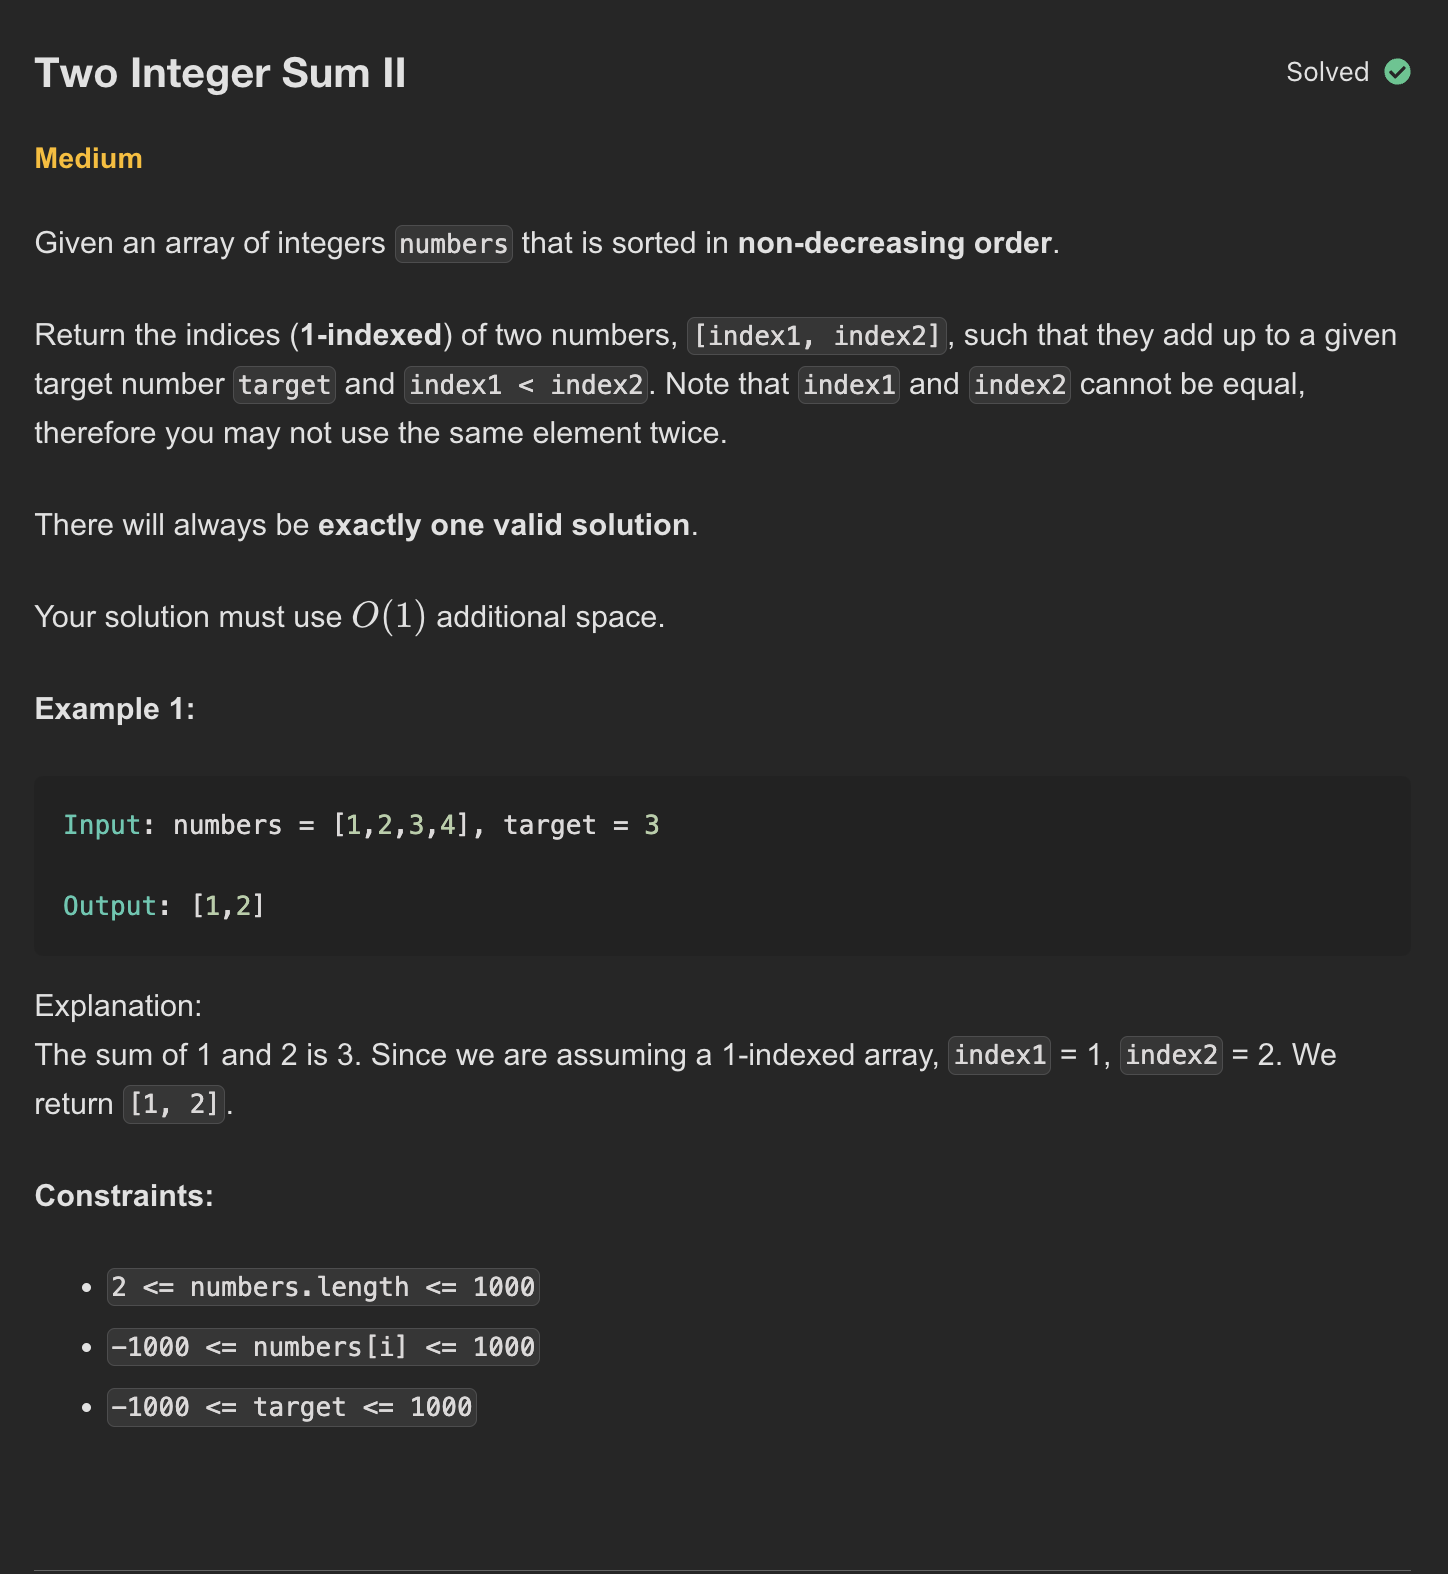 Two Integer Sum II
Solved
Medium
Given an array of integers numbers that is sorted in non-decreasing order.
Return the indices (1-indexed) of two numbers, [index1, index2], such that they add up to a given
target number target and index1 < index2. Note that index1 and index2 cannot be equal,
therefore you may not use the same element twice.
There will always be exactly one valid solution.
Your solution must use O(1) additional space.
Example 1:
Input: numbers = [1,2,3,4], target = 3
Output: [1,2]
Explanation:
The sum of 1 and 2 is 3. Since we are assuming a 1-indexed array, index1 = 1, index2 = 2. We
return [1, 2].
Constraints:
• 2 <= numbers.length <= 1000
• -1000 <= numbers[i] <= 1000
• -1000 <= target <= 1000